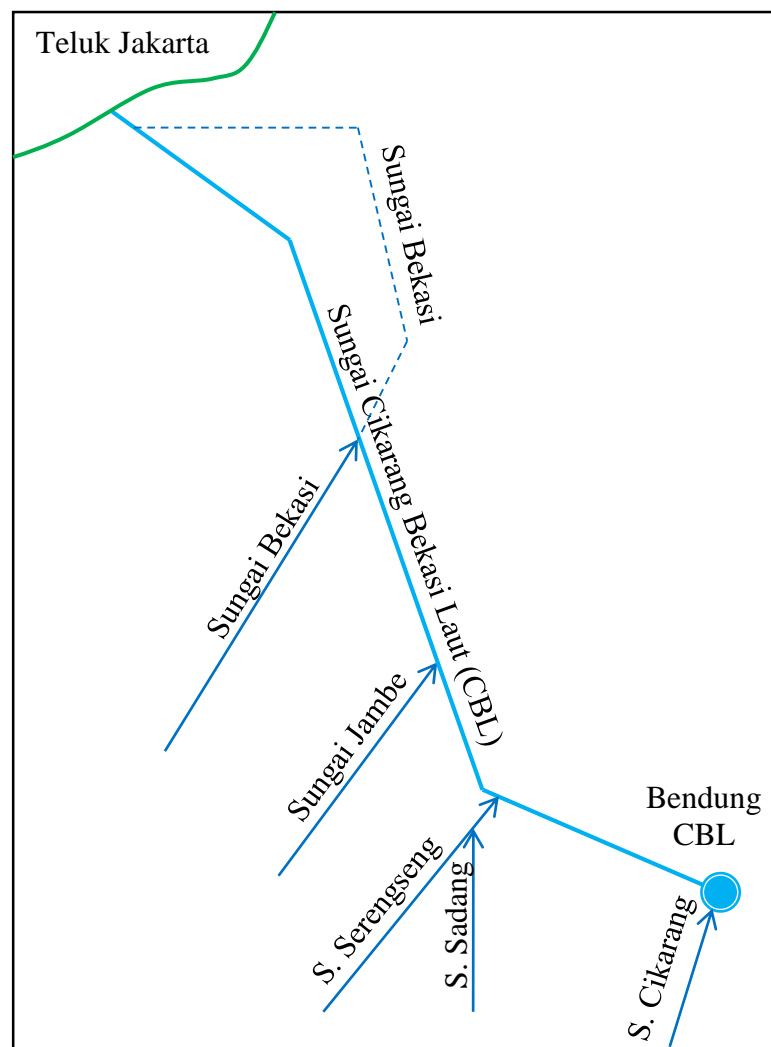 Teluk Jakarta
Sungai Bekasi
Sungai Cikarang Bekasi Laut (CBL)
Sungai Bekasi
Sungai Jambe
Bendung
CBL
S. Serengseng
S. Sadang
S. Cikarang